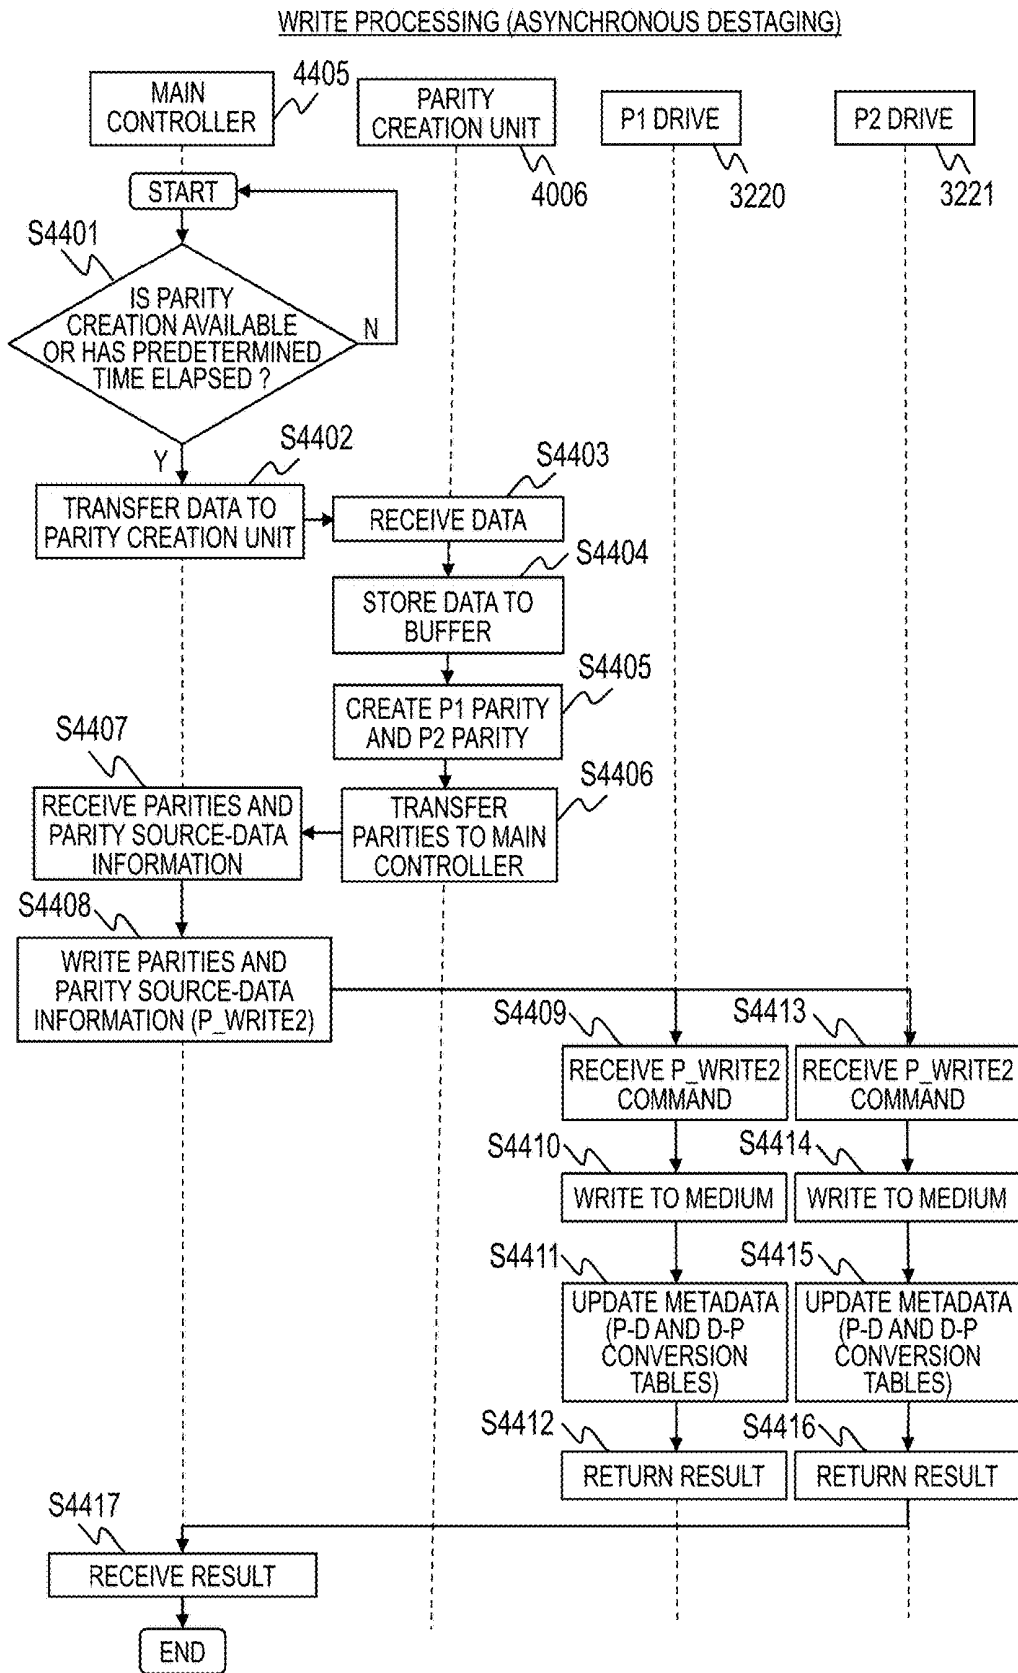 WRITE PROCESSING (ASYNCHRONOUS DESTAGING)
MAIN
CONTROLLER
4405
PARITY
CREATION UNIT
4006
P1 DRIVE
3220
P2 DRIVE
3221
START
S4401
IS PARITY
CREATION AVAILABLE
OR HAS PREDETERMINED
TIME ELAPSED ?
N
Y
S4402
TRANSFER DATA TO
PARITY CREATION UNIT
S4403
RECEIVE DATA
S4404
STORE DATA TO
BUFFER
S4405
CREATE P1 PARITY
AND P2 PARITY
S4406
TRANSFER
PARITIES TO MAIN
CONTROLLER
S4407
RECEIVE PARITIES AND
PARITY SOURCE-DATA
INFORMATION
S4408
WRITE PARITIES AND
PARITY SOURCE-DATA
INFORMATION (P_WRITE2)
S4409
RECEIVE P_WRITE2
COMMAND
S4413
RECEIVE P_WRITE2
COMMAND
S4410
WRITE TO MEDIUM
S4414
WRITE TO MEDIUM
S4411
UPDATE METADATA
(P-D AND D-P
CONVERSION
TABLES)
S4415
UPDATE METADATA
(P-D AND D-P
CONVERSION
TABLES)
S4412
RETURN RESULT
S4416
RETURN RESULT
S4417
RECEIVE RESULT
END